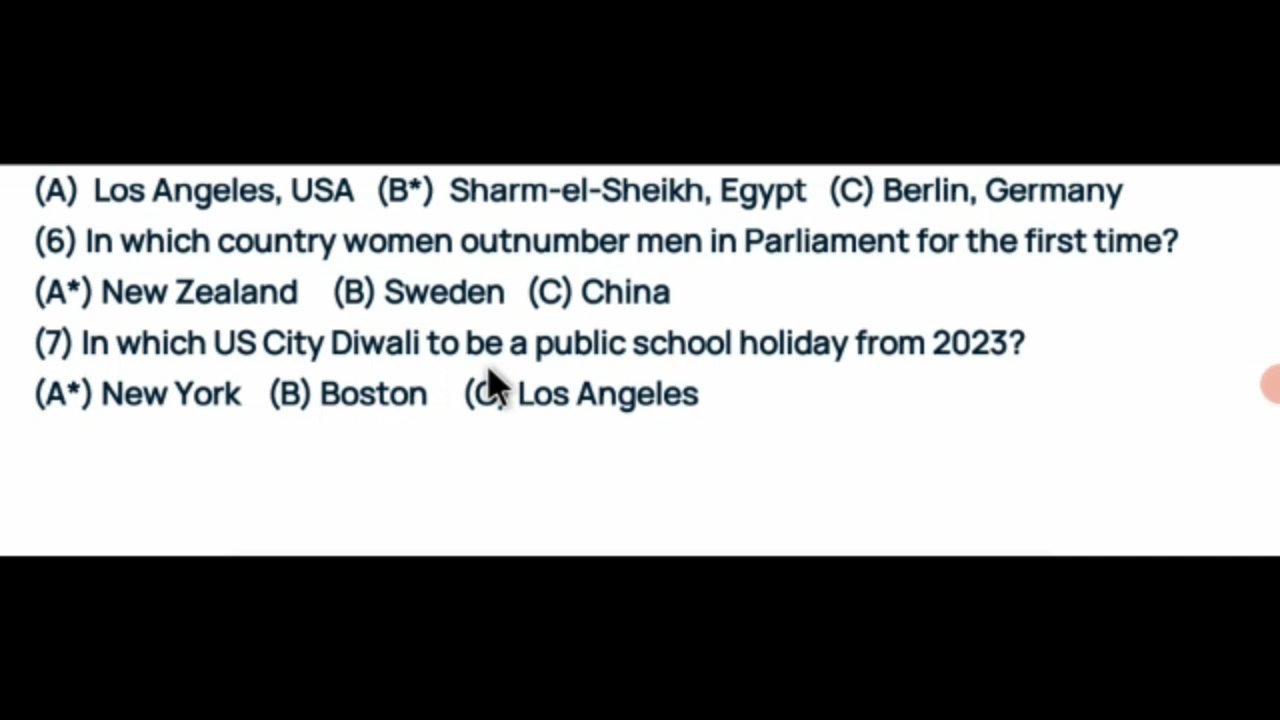 (A) Los Angeles, USA (B*) Sharm-el-Sheikh, Egypt (C) Berlin, Germany
(6) In which country women outnumber men in Parliament for the first time?
(A*) New Zealand (B) Sweden (C) China
(7) In which US City Diwali to be a public school holiday from 2023?
(A*) New York (B) Boston (C) Los Angeles